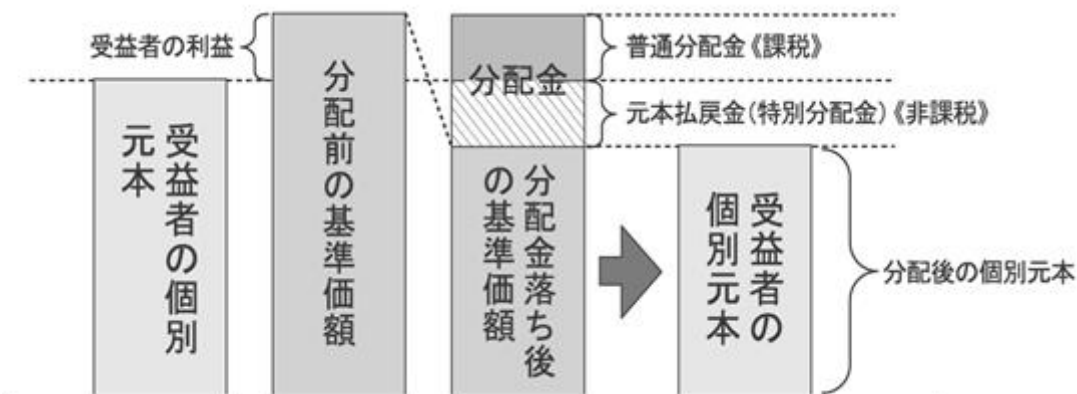 受益者の利益
普通分配金《課税》
分配金
元本払戻金(特別分配金)《非課税》
受益者の個別
元本
分配前の基準価額
分配金落ち後
の基準価額
受益者の
個別元本
分配後の個別元本